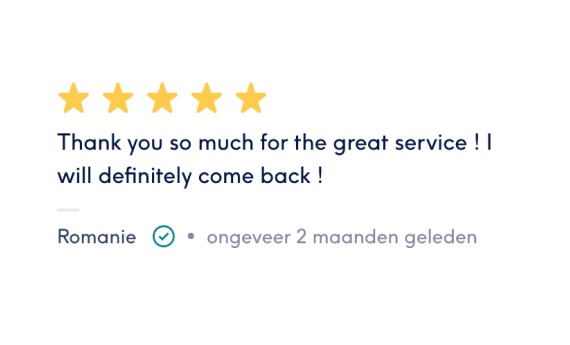 Thank you so much for the great service ! I
will definitely come back !
Romanie • ongeveer 2 maanden geleden